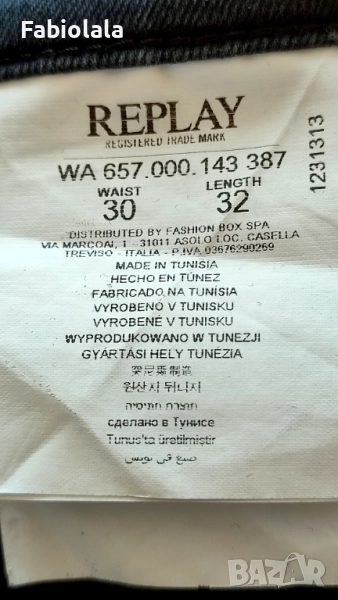 Fabiolala
REPLAY
REGISTERED TRADE MARK
WA 657.000.143 387
WAIST LENGTH
30 32
1231313
DISTRIBUTED BY FASHION BOX SPA
VIA MARCOAI, 1 - 31011 ASOLO LOC. CASELLA
TREVISO - ITALIA - P.IVA 03676290269
MADE IN TUNISIA
HECHO EN TÚNEZ
FABRICADO NA TUNÍSIA
VYROBENO V TUNISKU
VYROBENÉ V TUNISKU
WYPRODUKOWANO W TUNEZJI
GYÁRTÁSI HELY TUNÉZIA
突尼斯制造
원산지 튀니지
תוצרת תוניסיה
сделано в Тунисе
Tunus'ta üretilmiştir
صنع في تونس
BAZAR